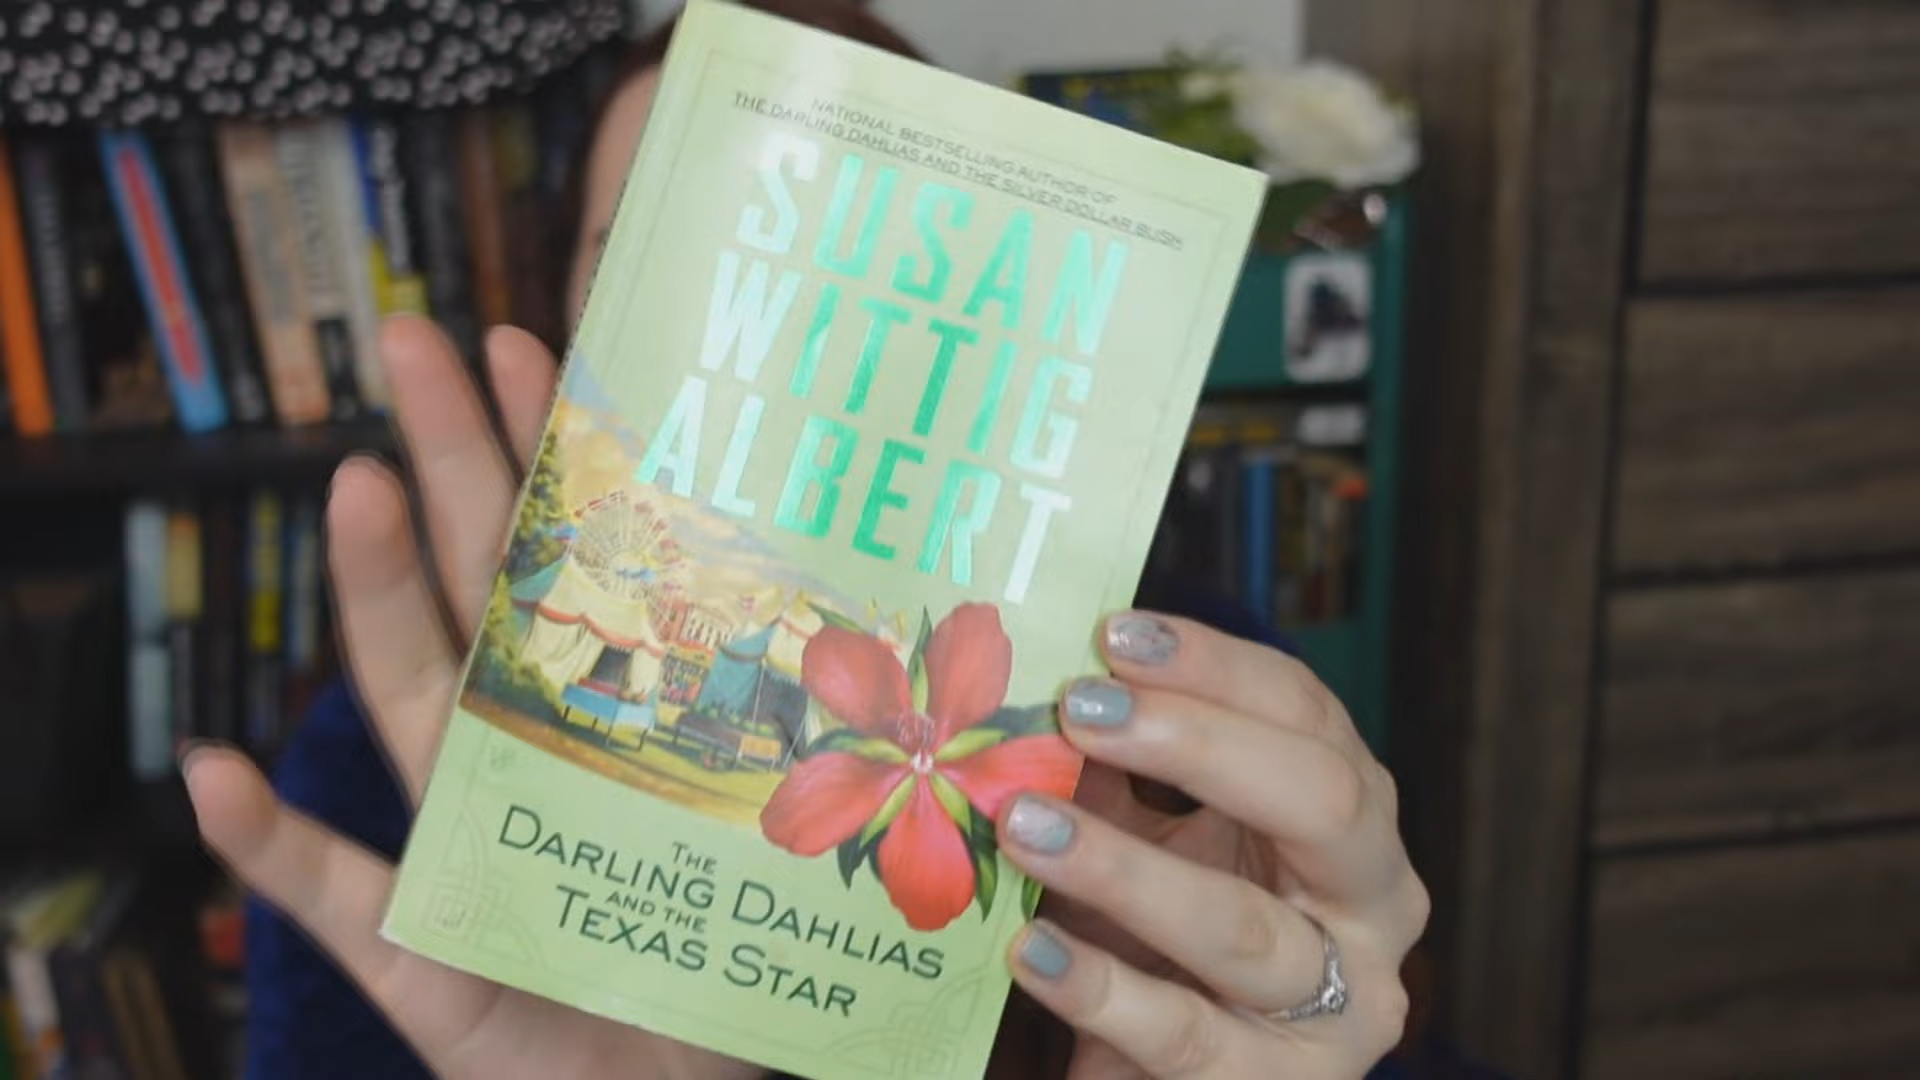 NATIONAL BESTSELLING AUTHOR OF
THE DARLING DAHLIAS AND THE SILVER DOLLAR BUSH
SUSAN
WITTIG
ALBERT
THE
DARLING DAHLIAS
AND THE
TEXAS STAR